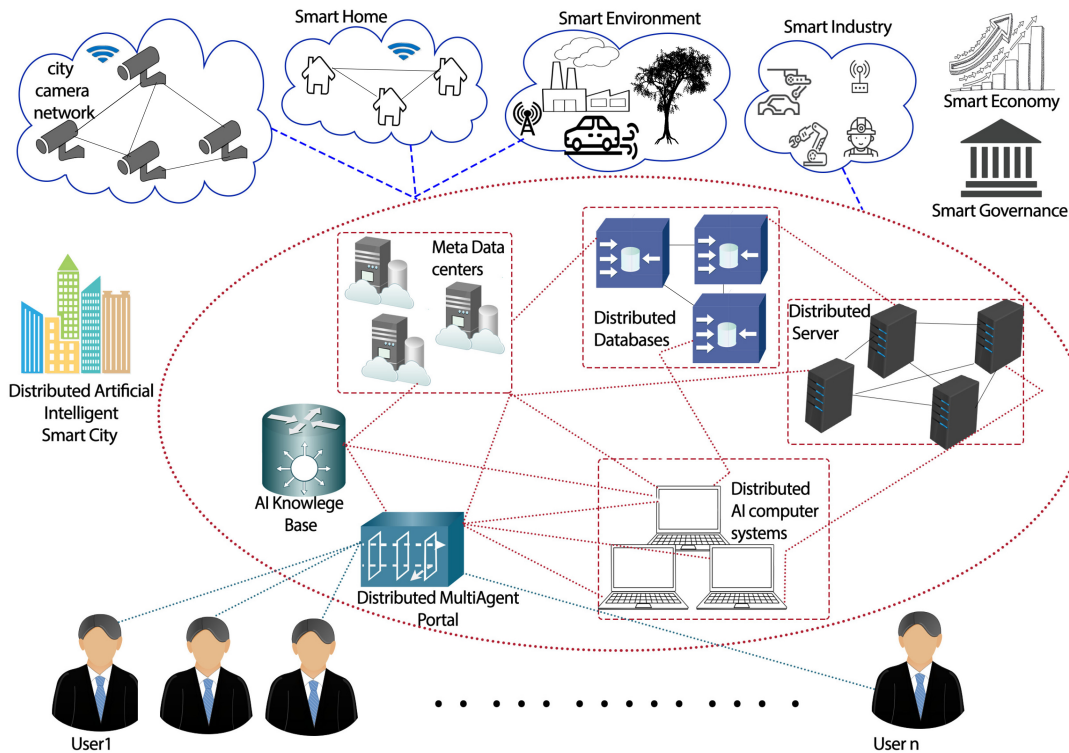 city
camera
network
Smart Home
Smart Environment
Smart Industry
Smart Economy
Smart Governance
Meta Data
centers
Distributed
Databases
Distributed
Server
Distributed Artificial
Intelligent
Smart City
AI Knowlege
Base
Distributed
AI computer
systems
Distributed MultiAgent
Portal
User1
User n